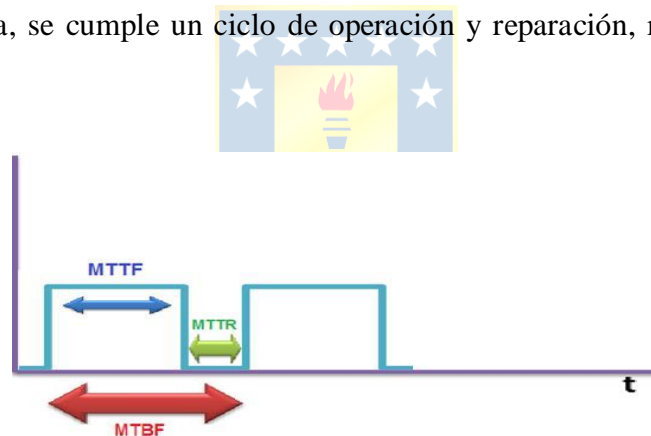 a, se cumple un ciclo de operación y reparación, r
MTTF
MTTR
t
MTBF